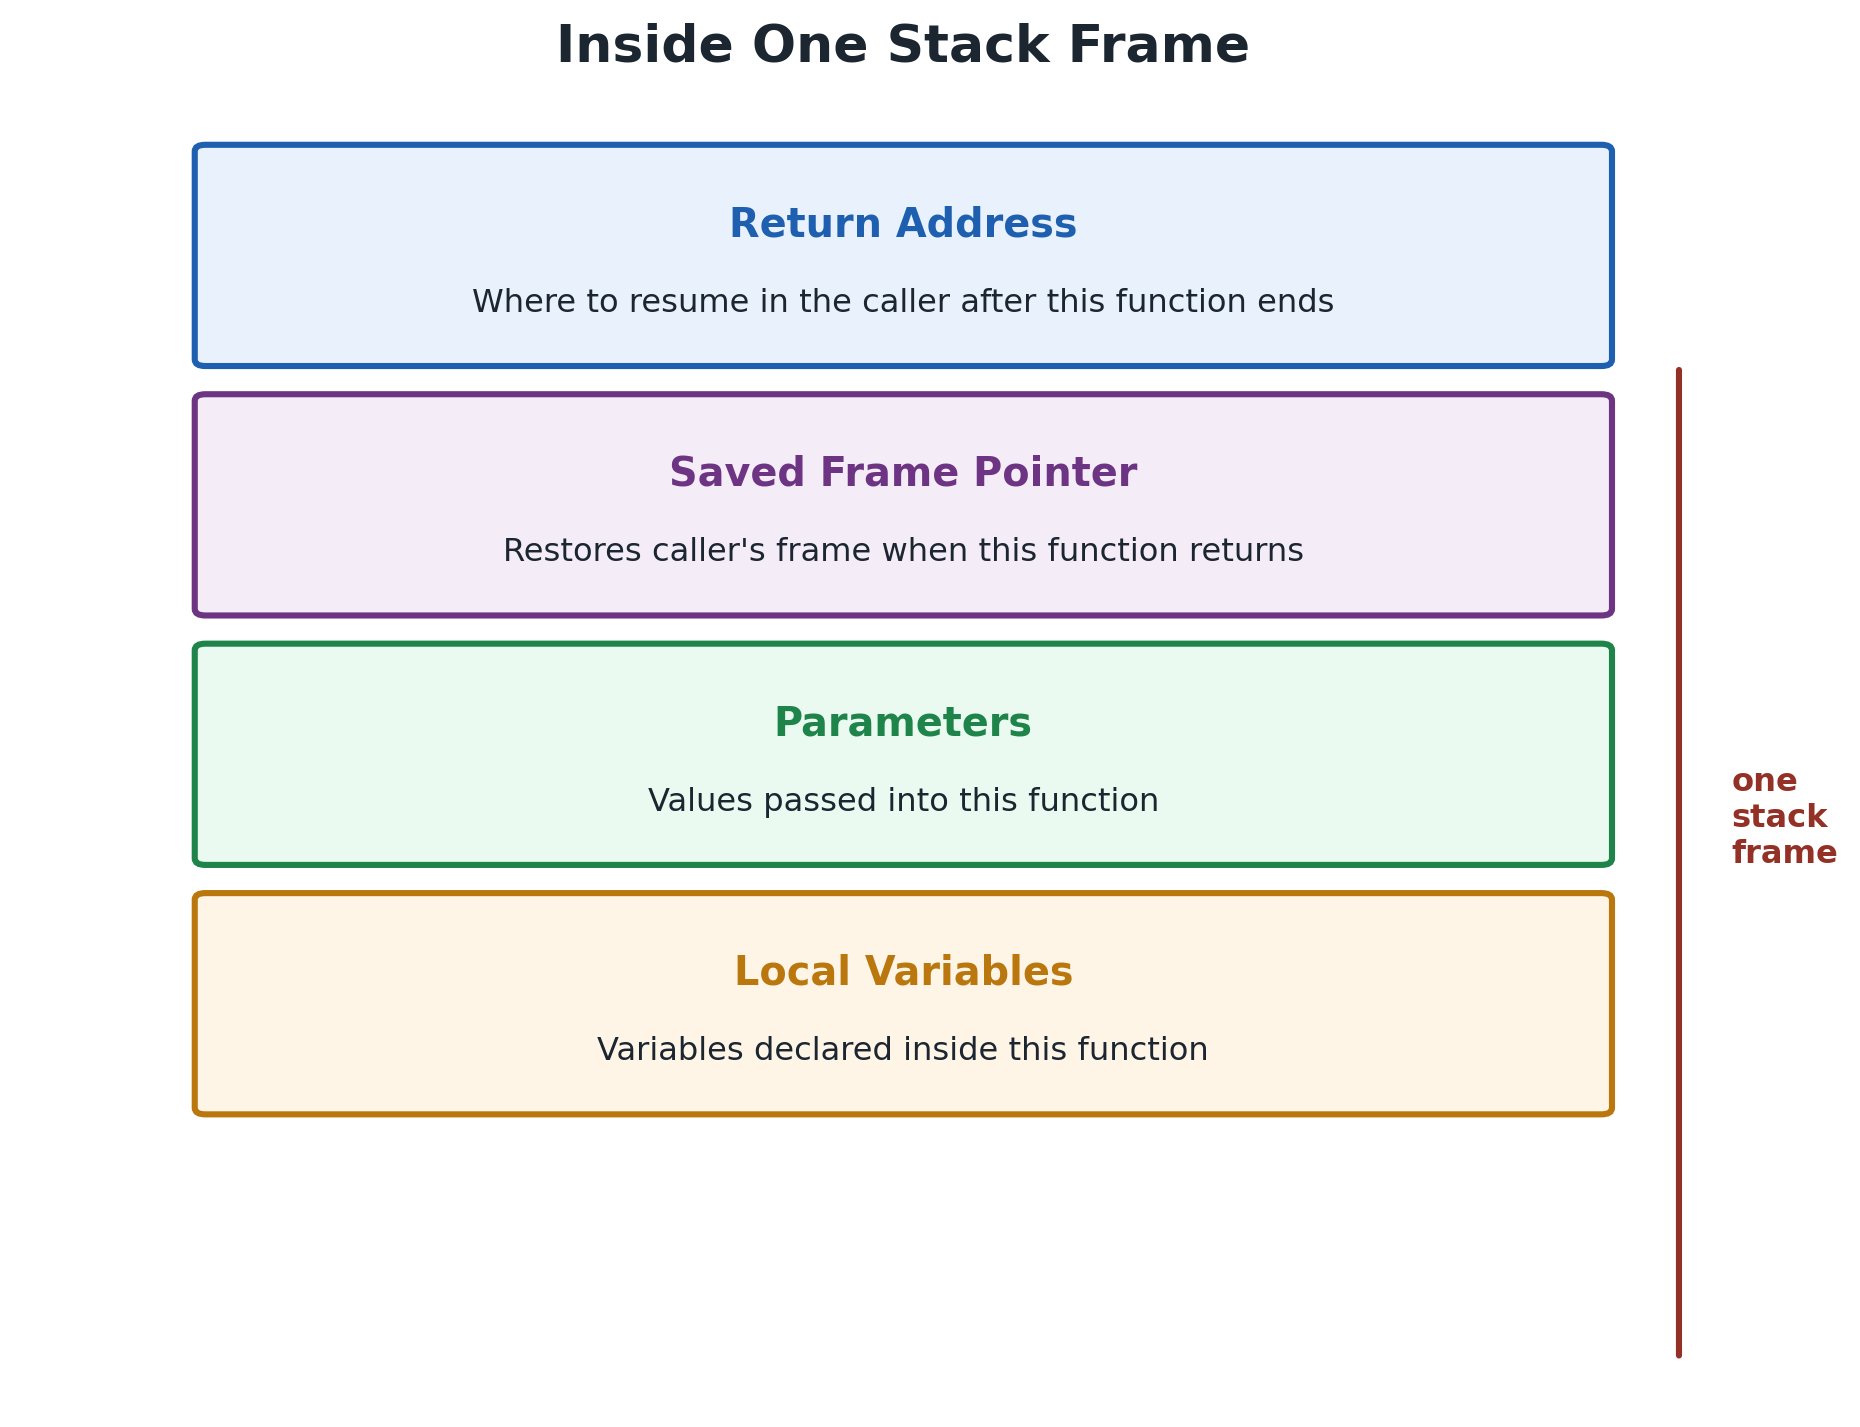 Inside One Stack Frame
Return Address
Where to resume in the caller after this function ends
Saved Frame Pointer
Restores caller's frame when this function returns
Parameters
Values passed into this function
one
stack
frame
Local Variables
Variables declared inside this function